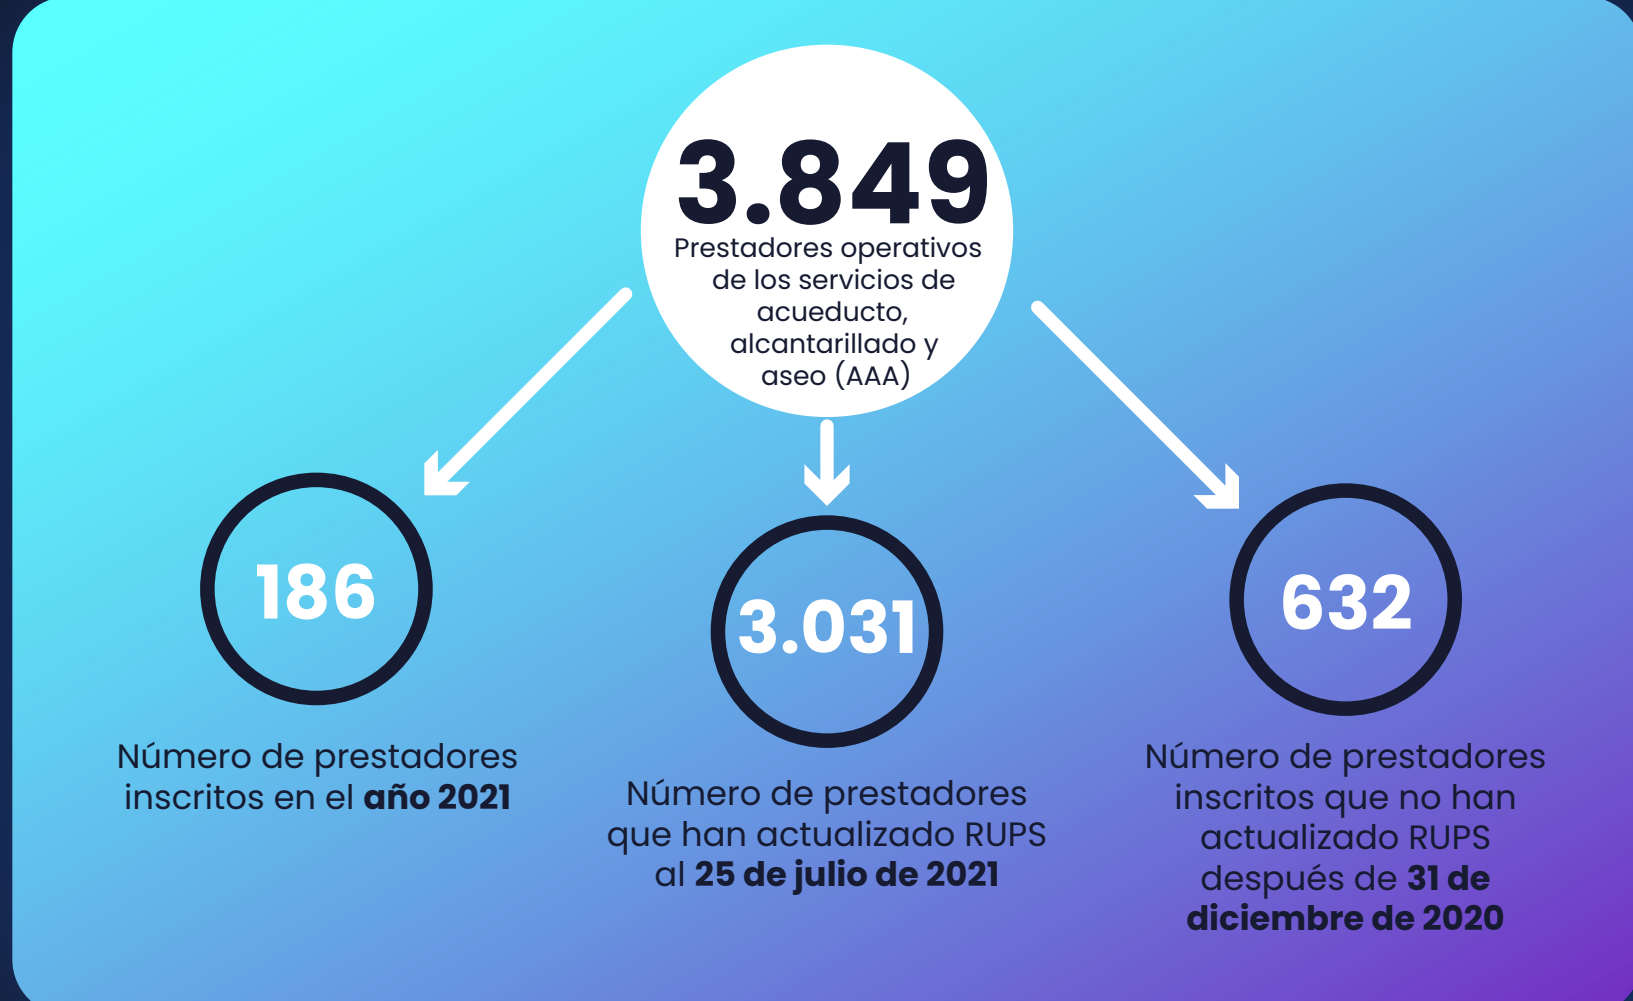 3.849
Prestadores operativos
de los servicios de
acueducto,
alcantarillado y
aseo (AAA)
186
Número de prestadores
inscritos en el año 2021
3.031
Número de prestadores
que han actualizado RUPS
al 25 de julio de 2021
632
Número de prestadores
inscritos que no han
actualizado RUPS
después de 31 de
diciembre de 2020